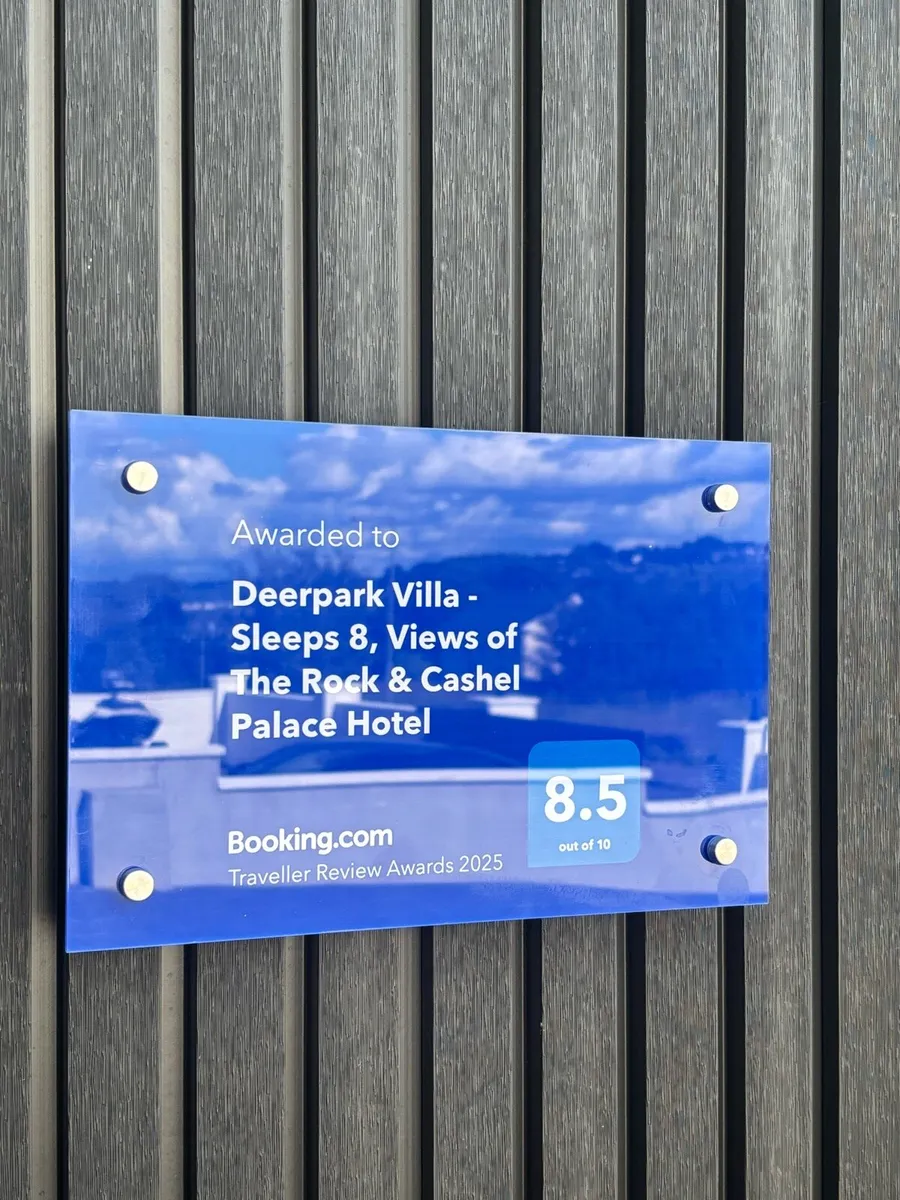 Awarded to
Deerpark Villa -
Sleeps 8, Views of
The Rock & Cashel
Palace Hotel
8.5
out of 10
Booking.com
Traveller Review Awards 2025